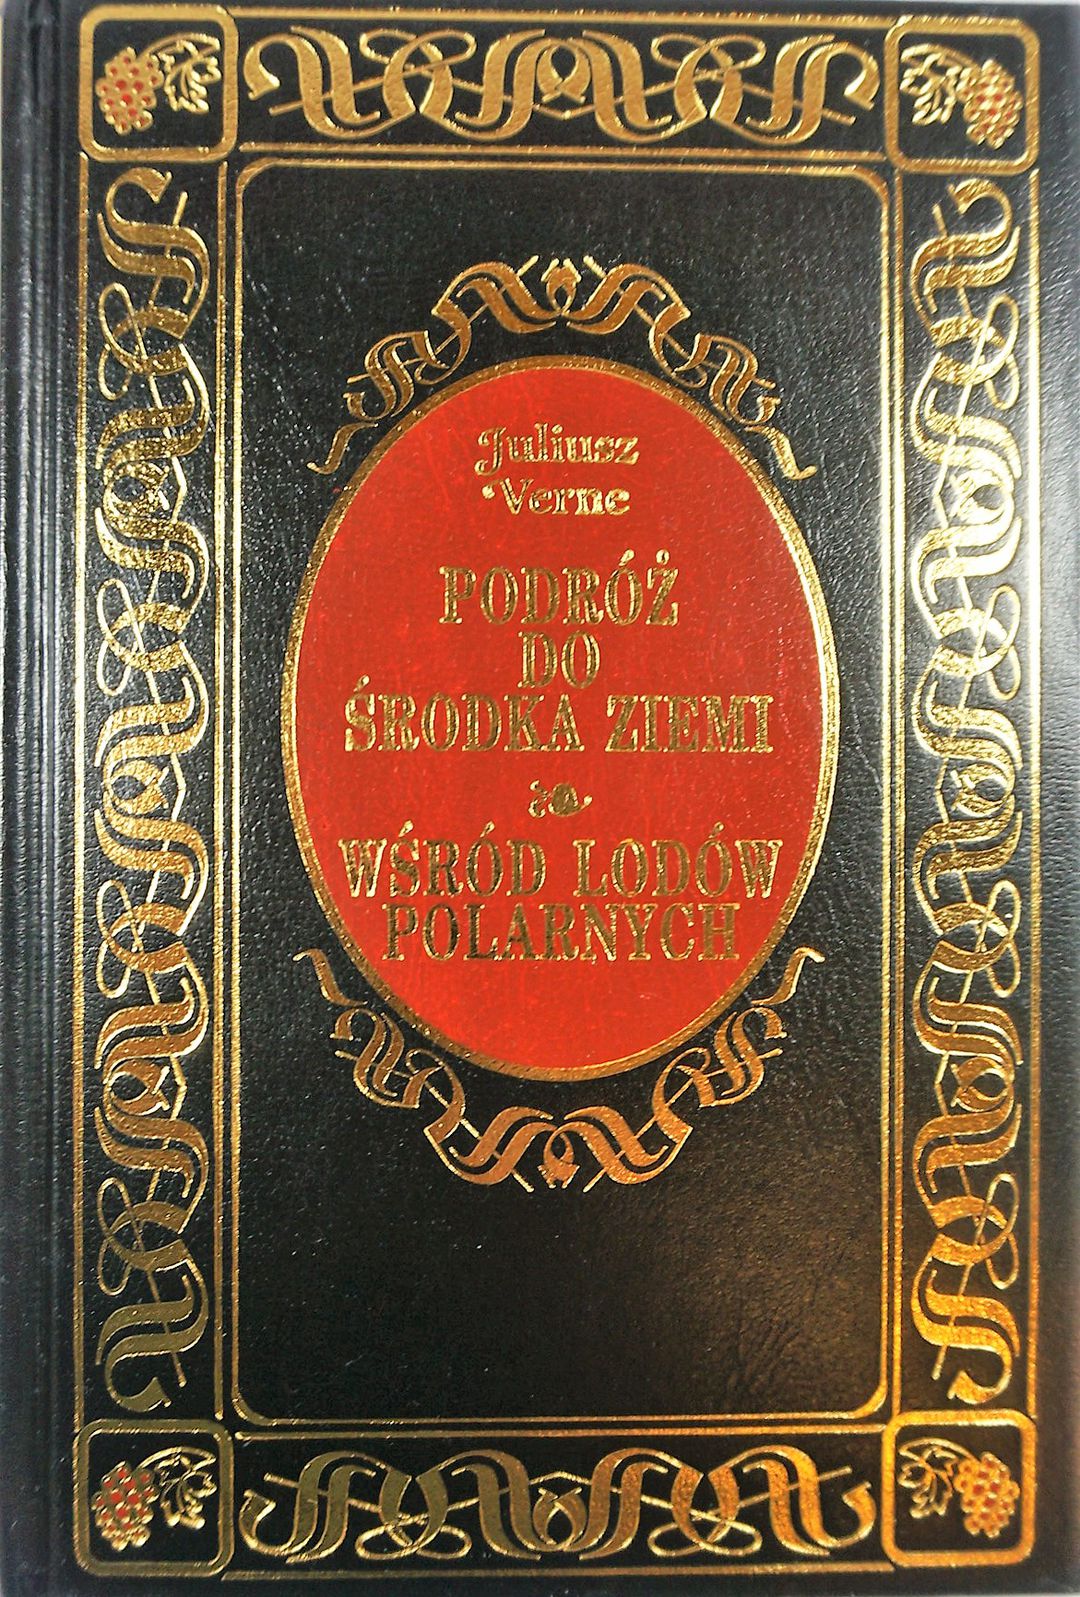 Juliusz
Verne
PODRÓŻ
DO
ŚRODKA ZIEMI
WŚRÓD LODÓW
POLARNYCH